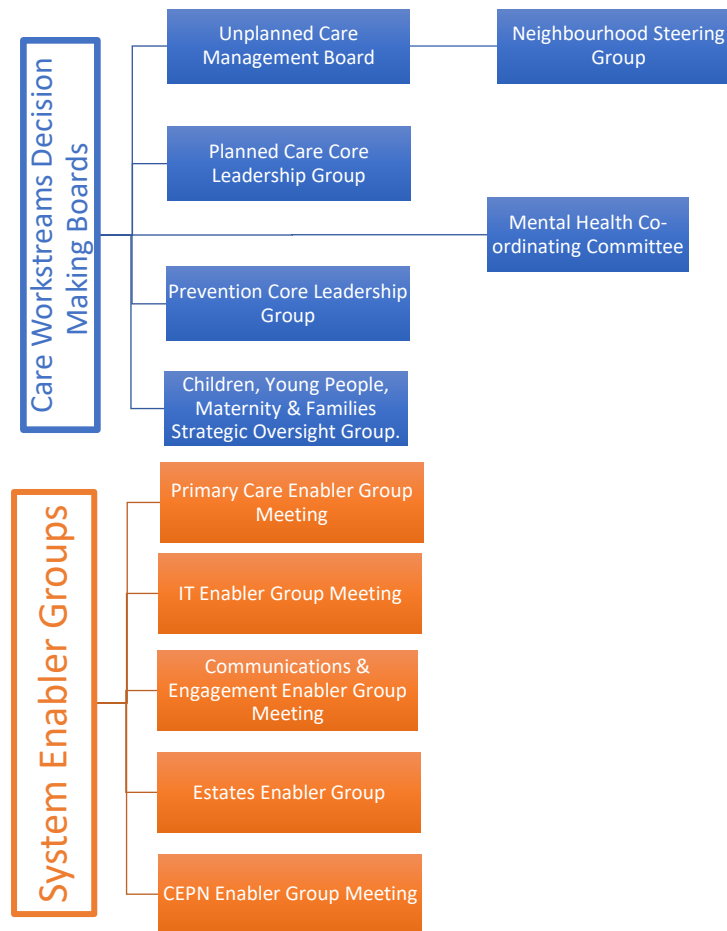 Care Workstreams Decision
Making Boards
Unplanned Care
Management Board
Neighbourhood Steering
Group
Planned Care Core
Leadership Group
Mental Health Co-
ordinating Committee
Prevention Core Leadership
Group
Children, Young People,
Maternity & Families
Strategic Oversight Group.
System Enabler Groups
Primary Care Enabler Group
Meeting
IT Enabler Group Meeting
Communications &
Engagement Enabler Group
Meeting
Estates Enabler Group
CEPN Enabler Group Meeting